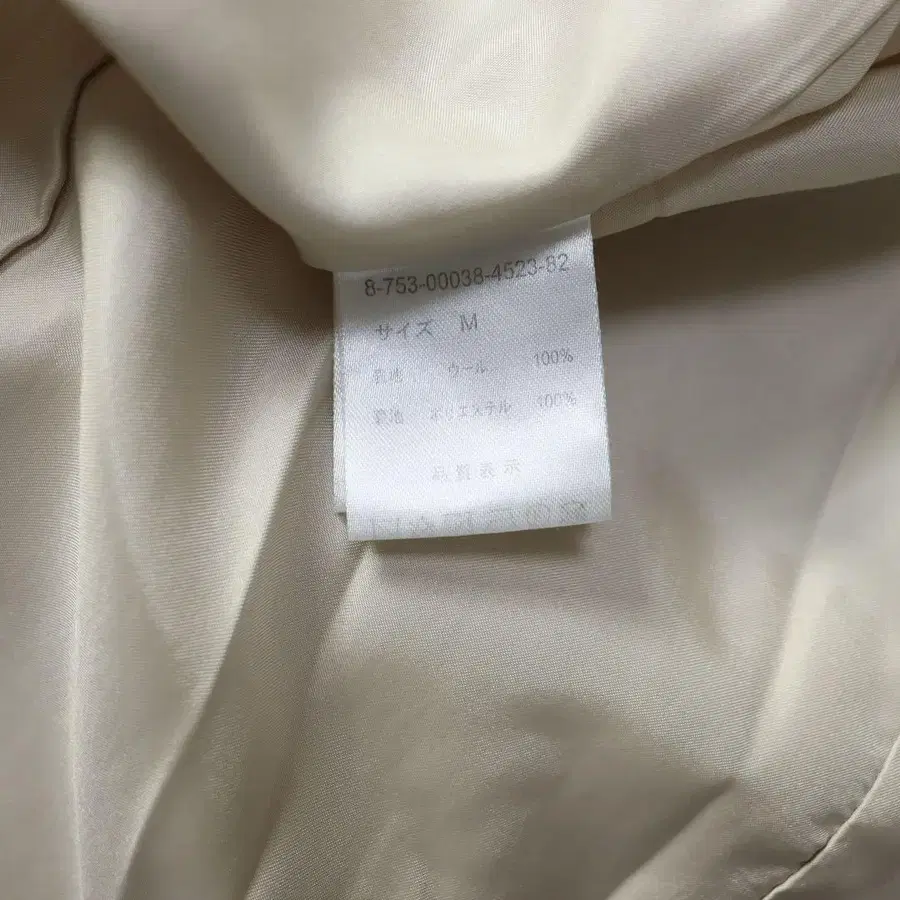 8-753-00038-4523-82
サイズ M
表地 ウール 100%
裏地 ポリエステル 100%
品質表示